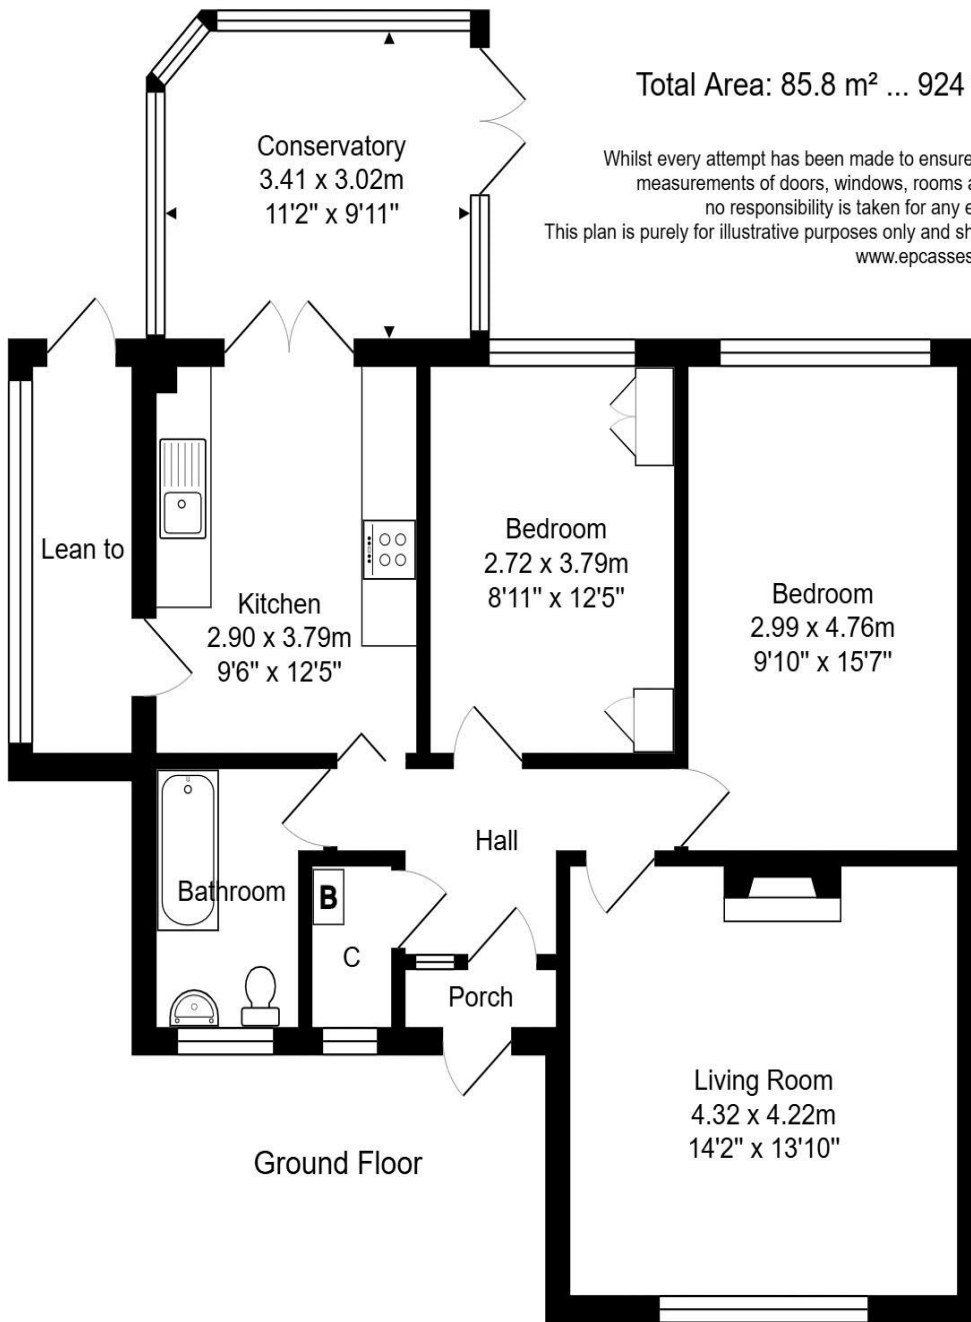 Total Area: 85.8 m² ... 924
Whilst every attempt has been made to ensure
measurements of doors, windows, rooms
no responsibility is taken for any
This plan is purely for illustrative purposes only and
www.epcasses
Conservatory
3.41 x 3.02m
11'2" x 9'11"
Lean to
Kitchen
2.90 x 3.79m
9'6" x 12'5"
Bedroom
2.72 x 3.79m
8'11" x 12'5"
Bedroom
2.99 x 4.76m
9'10" x 15'7"
Hall
Bathroom
B
C
Porch
Living Room
4.32 x 4.22m
14'2" x 13'10"
Ground Floor